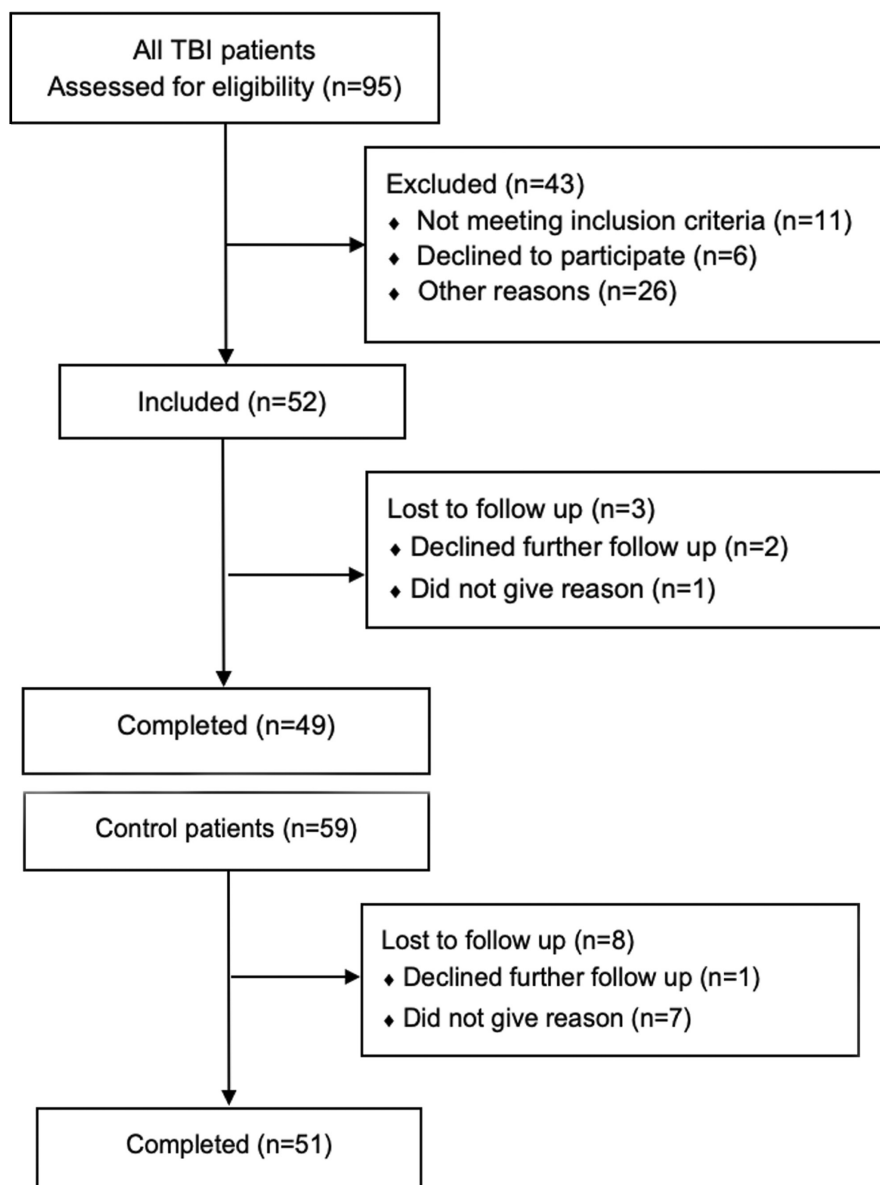 All TBI patients
Assessed for eligibility (n=95)
Excluded (n=43)
♦ Not meeting inclusion criteria (n=11)
♦ Declined to participate (n=6)
♦ Other reasons (n=26)
Included (n=52)
Lost to follow up (n=3)
♦ Declined further follow up (n=2)
♦ Did not give reason (n=1)
Completed (n=49)
Control patients (n=59)
Lost to follow up (n=8)
♦ Declined further follow up (n=1)
♦ Did not give reason (n=7)
Completed (n=51)